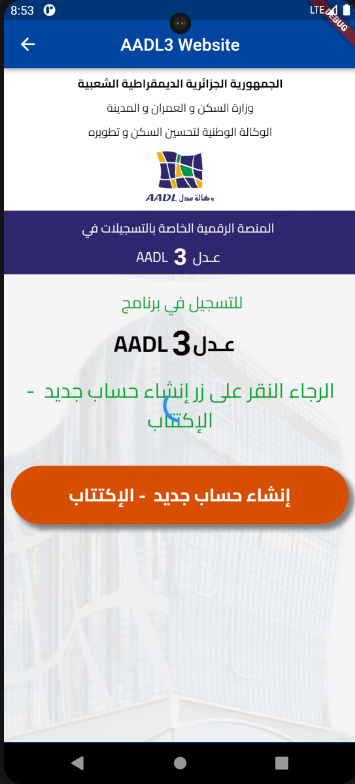 8:53
LTE
DEBUG
AADL3 Website
الجمهورية الجزائرية الديمقراطية الشعبية
وزارة السكن و العمران و المدينة
الوكالة الوطنية لتحسين السكن و تطويره
AADL وكالة عدل
المنصة الرقمية الخاصة بالتسجيلات في
عـدل 3 AADL
للتسجيل في برنامج
عـدل 3 AADL
الرجاء النقر على زر إنشاء حساب جديد -
الإكتتاب
إنشاء حساب جديد - الإكتتاب